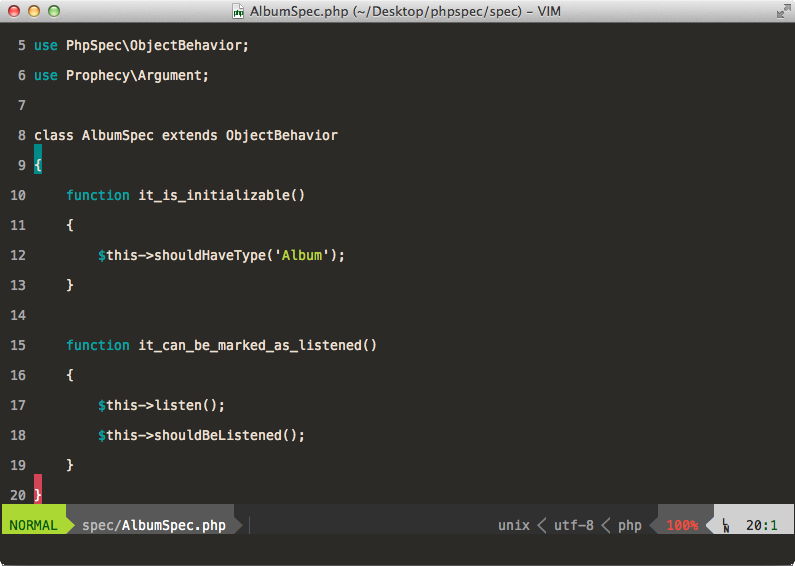 AlbumSpec.php (~/Desktop/phpspec/spec) – VIM
5 use PhpSpec\ObjectBehavior;
6 use Prophecy\Argument;
7
8 class AlbumSpec extends ObjectBehavior
9 {
10     function it_is_initializable()
11     {
12         $this->shouldHaveType('Album');
13     }
14
15     function it_can_be_marked_as_listened()
16     {
17         $this->listen();
18         $this->shouldBeListened();
19     }
20 }
NORMAL spec/AlbumSpec.php unix utf-8 php 100% LN 20:1